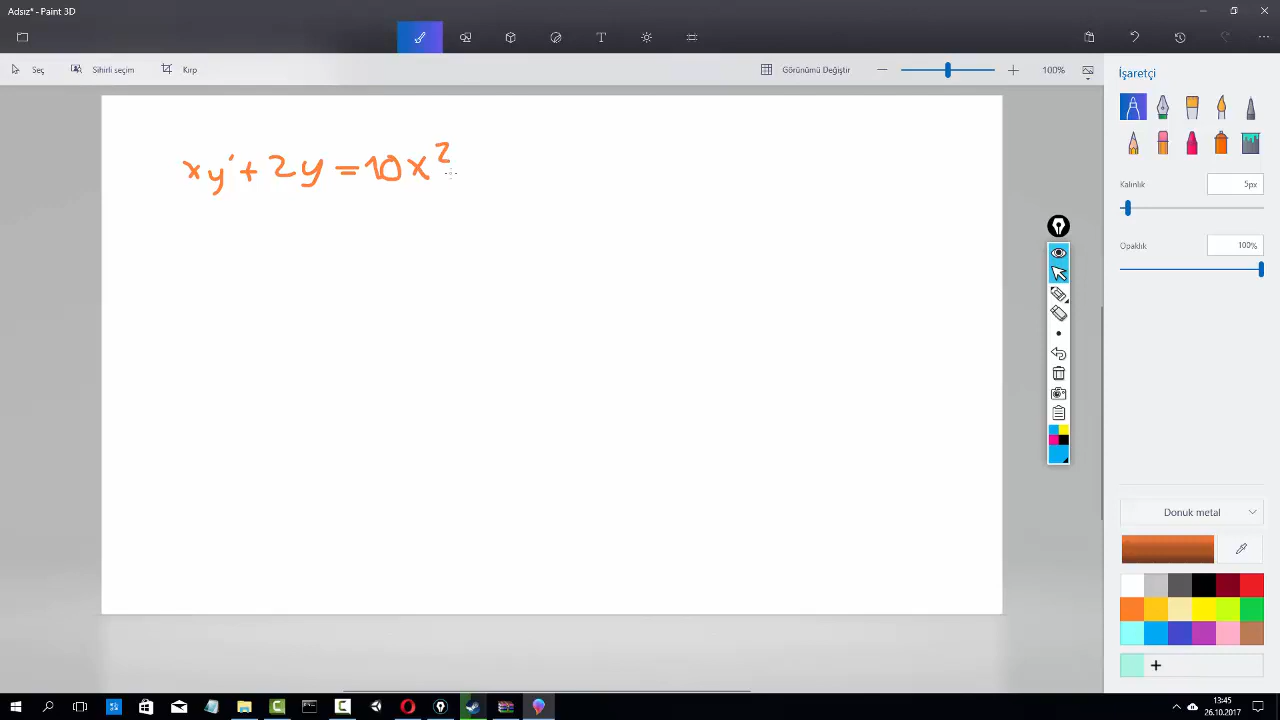 Adsız* - Paint 3D
Seç
Sihirli seçim
Kırp
Görünümü Değiştir
100%
İşaretçi
Kalınlık
5px
Opaklık
100%
xy' + 2y = 10x²
Donuk metal
13:45
26.10.2017